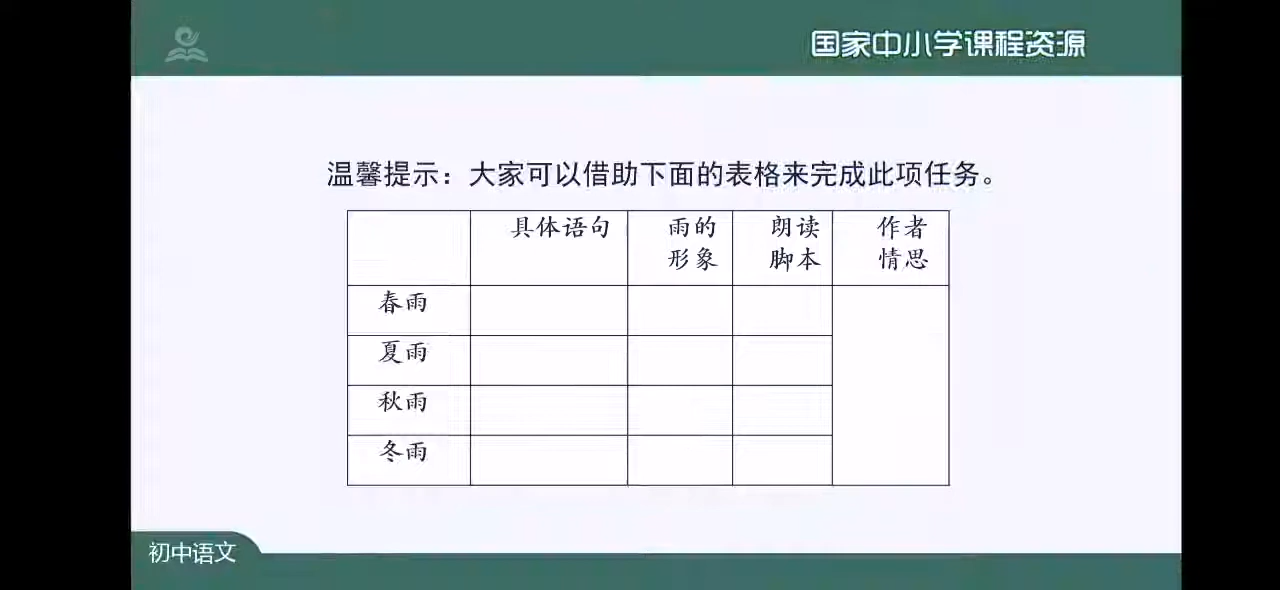 国家中小学课程资源
温馨提示：大家可以借助下面的表格来完成此项任务。
具体语句 雨的形象 朗读脚本 作者情思
春雨
夏雨
秋雨
冬雨
初中语文